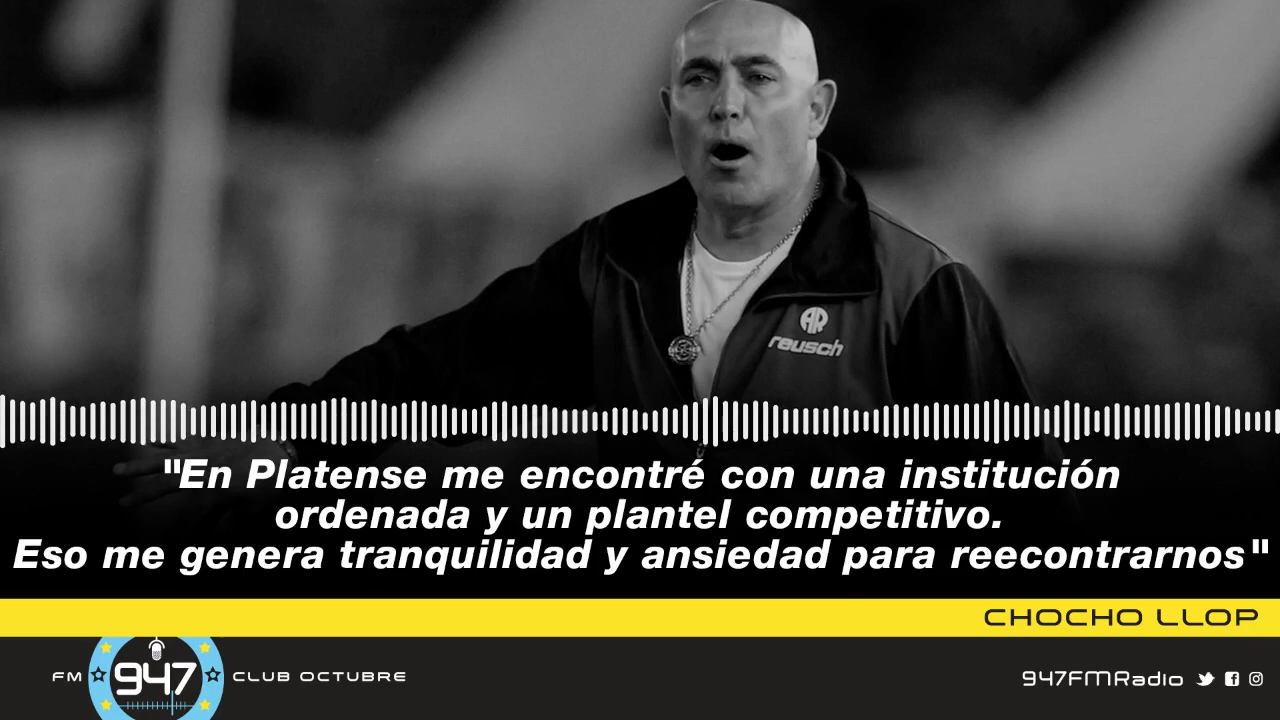 AR
reusch
"En Platense me encontré con una institución
ordenada y un plantel competitivo.
Eso me genera tranquilidad y ansiedad para reecontrarnos"
CHOCHO LLOP
FM 947 CLUB OCTUBRE
947FMRadio